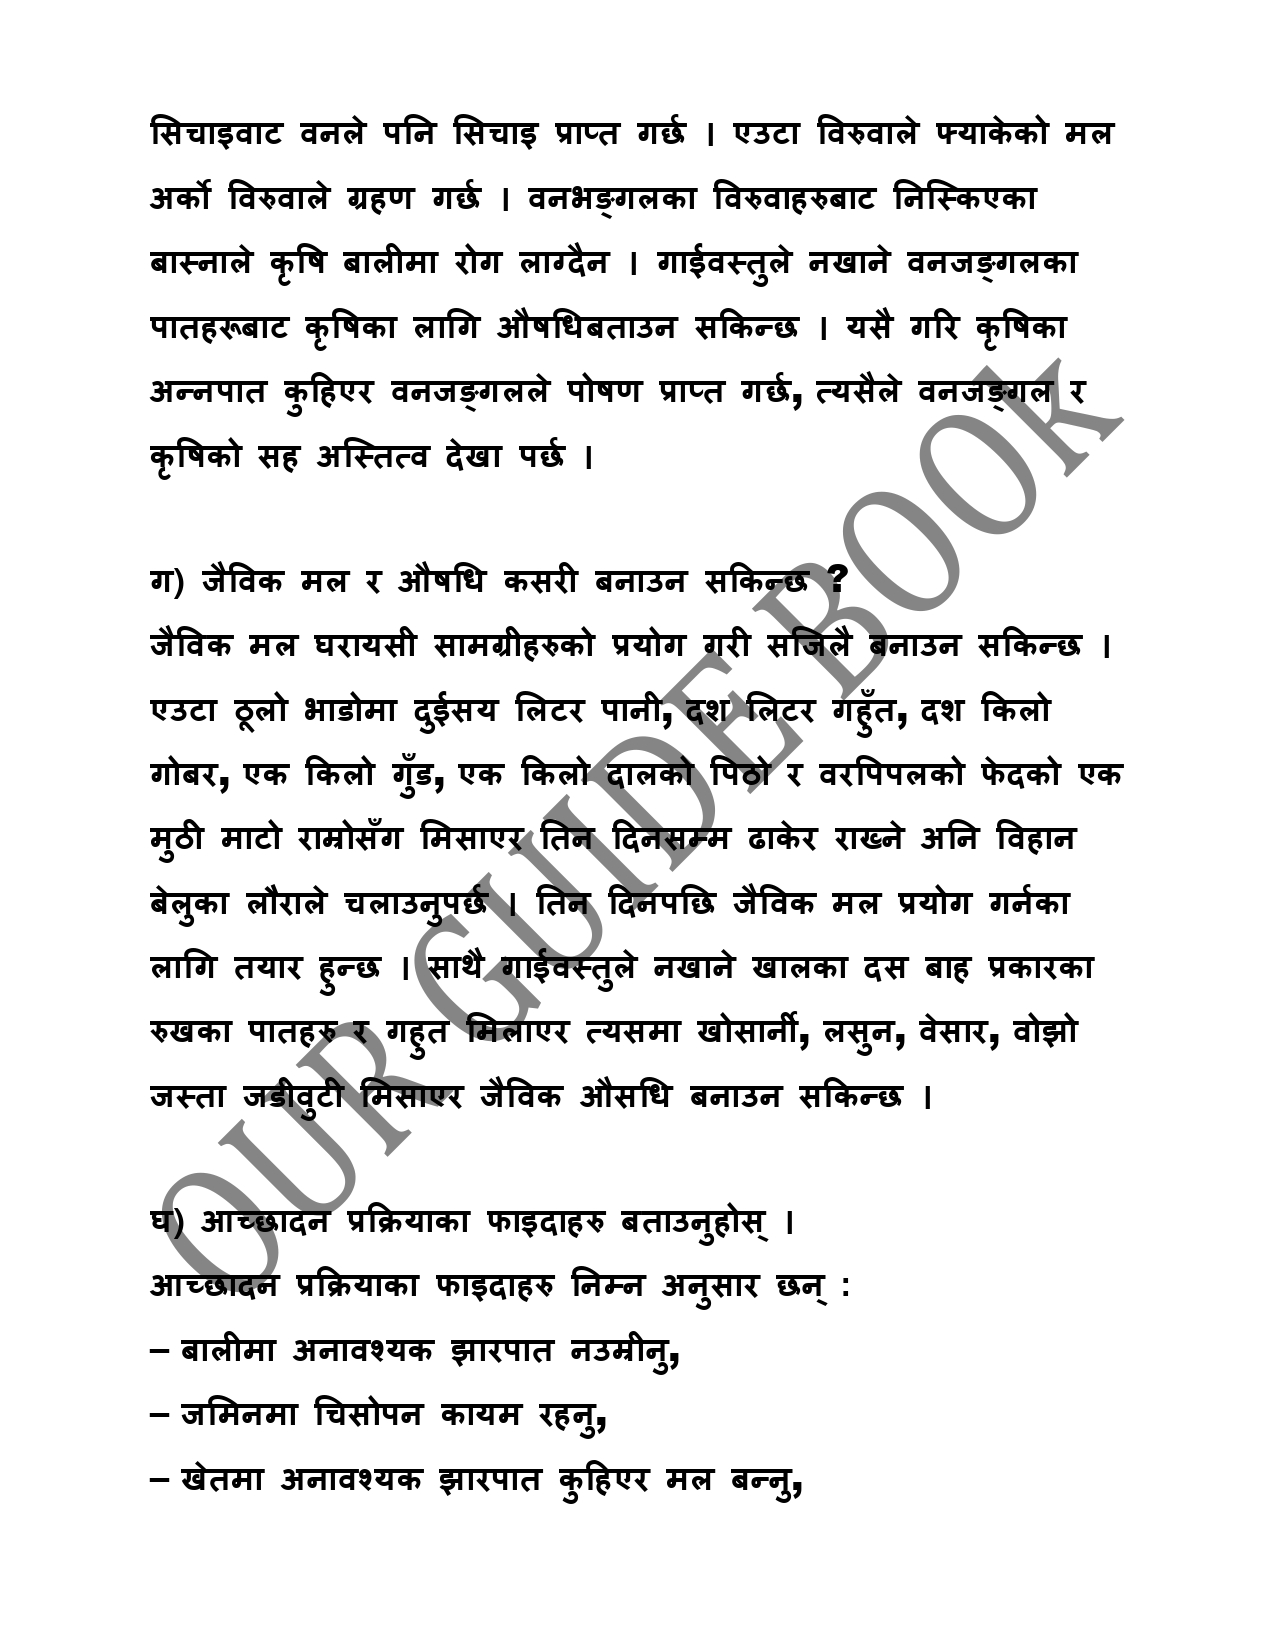 सिचाइवाट वनले पनि सिचाइ प्राप्त गर्छ । एउटा विरुवाले फ्याकेको मल
अर्को विरुवाले ग्रहण गर्छ । वनभङ्गलका विरुवाहरुबाट निस्किएका
बास्नाले कृषि बालीमा रोग लाग्दैन । गाईवस्तुले नखाने वनजङ्गलका
पातहरूबाट कृषिका लागि औषधिबताउन सकिन्छ । यसै गरि कृषिका
अन्नपात कुहिएर वनजङ्गलले पोषण प्राप्त गर्छ, त्यसैले वनजङ्गल र
कृषिको सह अस्तित्व देखा पर्छ ।
ग) जैविक मल र औषधि कसरी बनाउन सकिन्छ ?
जैविक मल घरायसी सामग्रीहरुको प्रयोग गरी सजिलै बनाउन सकिन्छ ।
एउटा ठूलो भाडोमा दुईसय लिटर पानी, दश लिटर गहुँत, दश किलो
गोबर, एक किलो गुँड, एक किलो दालको पिठो र वरपिपलको फेदको एक
मुठी माटो राम्रोसँग मिसाएर तिन दिनसम्म ढाकेर राख्ने अनि विहान
बेलुका लौराले चलाउनुपर्छ । तिन दिनपछि जैविक मल प्रयोग गर्नका
लागि तयार हुन्छ । साथै गाईवस्तुले नखाने खालका दस बाह प्रकारका
रुखका पातहरु र गहुत मिलाएर त्यसमा खोसार्नी, लसुन, वेसार, वोझो
जस्ता जडीवुटी मिसाएर जैविक औसधि बनाउन सकिन्छ ।
घ) आच्छादन प्रक्रियाका फाइदाहरु बताउनुहोस् ।
आच्छादन प्रक्रियाका फाइदाहरु निम्न अनुसार छन् :
– बालीमा अनावश्यक झारपात नउम्रीनु,
– जमिनमा चिसोपन कायम रहनु,
– खेतमा अनावश्यक झारपात कुहिएर मल बन्नु,
OUR GUIDE BOOK